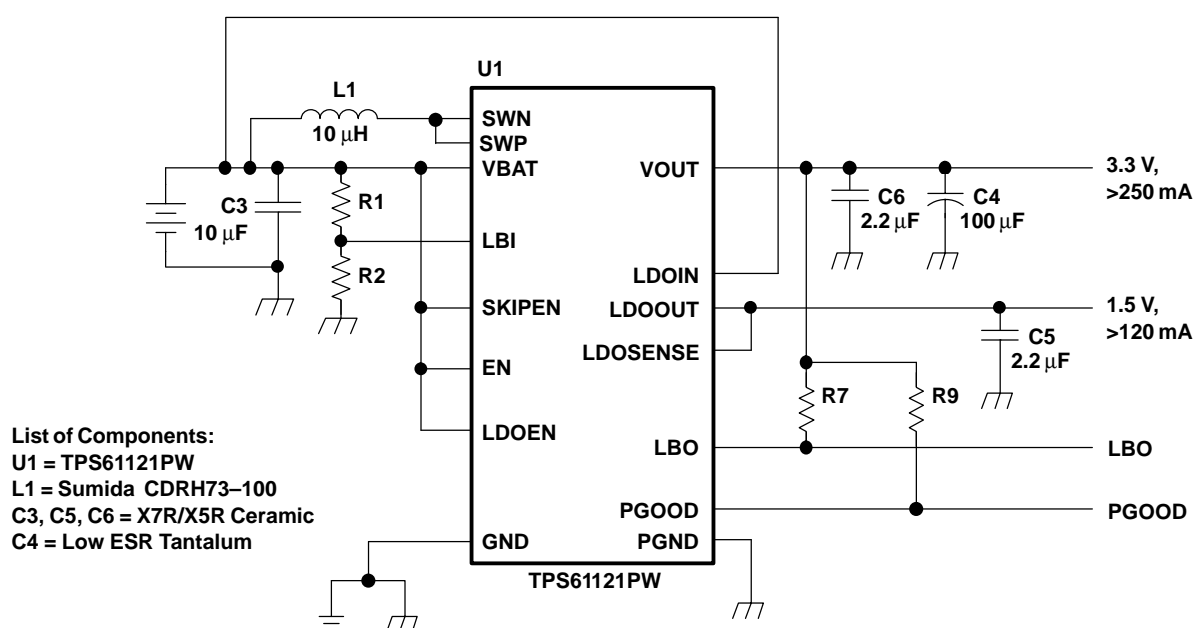 U1
L1
10 μH
SWN
SWP
VBAT
VOUT
3.3 V,
>250 mA
C3
10 μF
R1
C6
2.2 μF
C4
100 μF
LBI
R2
LDOIN
SKIPEN
LDOOUT
1.5 V,
>120 mA
LDOSENSE
C5
2.2 μF
EN
R7
R9
LDOEN
LBO
LBO
List of Components:
U1 = TPS61121PW
L1 = Sumida CDRH73–100
C3, C5, C6 = X7R/X5R Ceramic
C4 = Low ESR Tantalum
PGOOD
PGOOD
GND
PGND
TPS61121PW